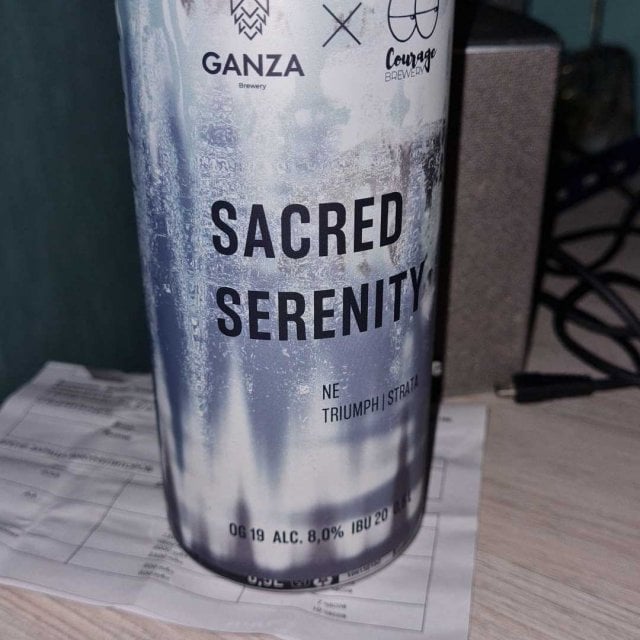 GANZA
Brewery
X
Courage
BREWERY
SACRED
SERENITY
NE
TRIUMPH | STRATA
OG 19 ALC. 8,0% IBU 20